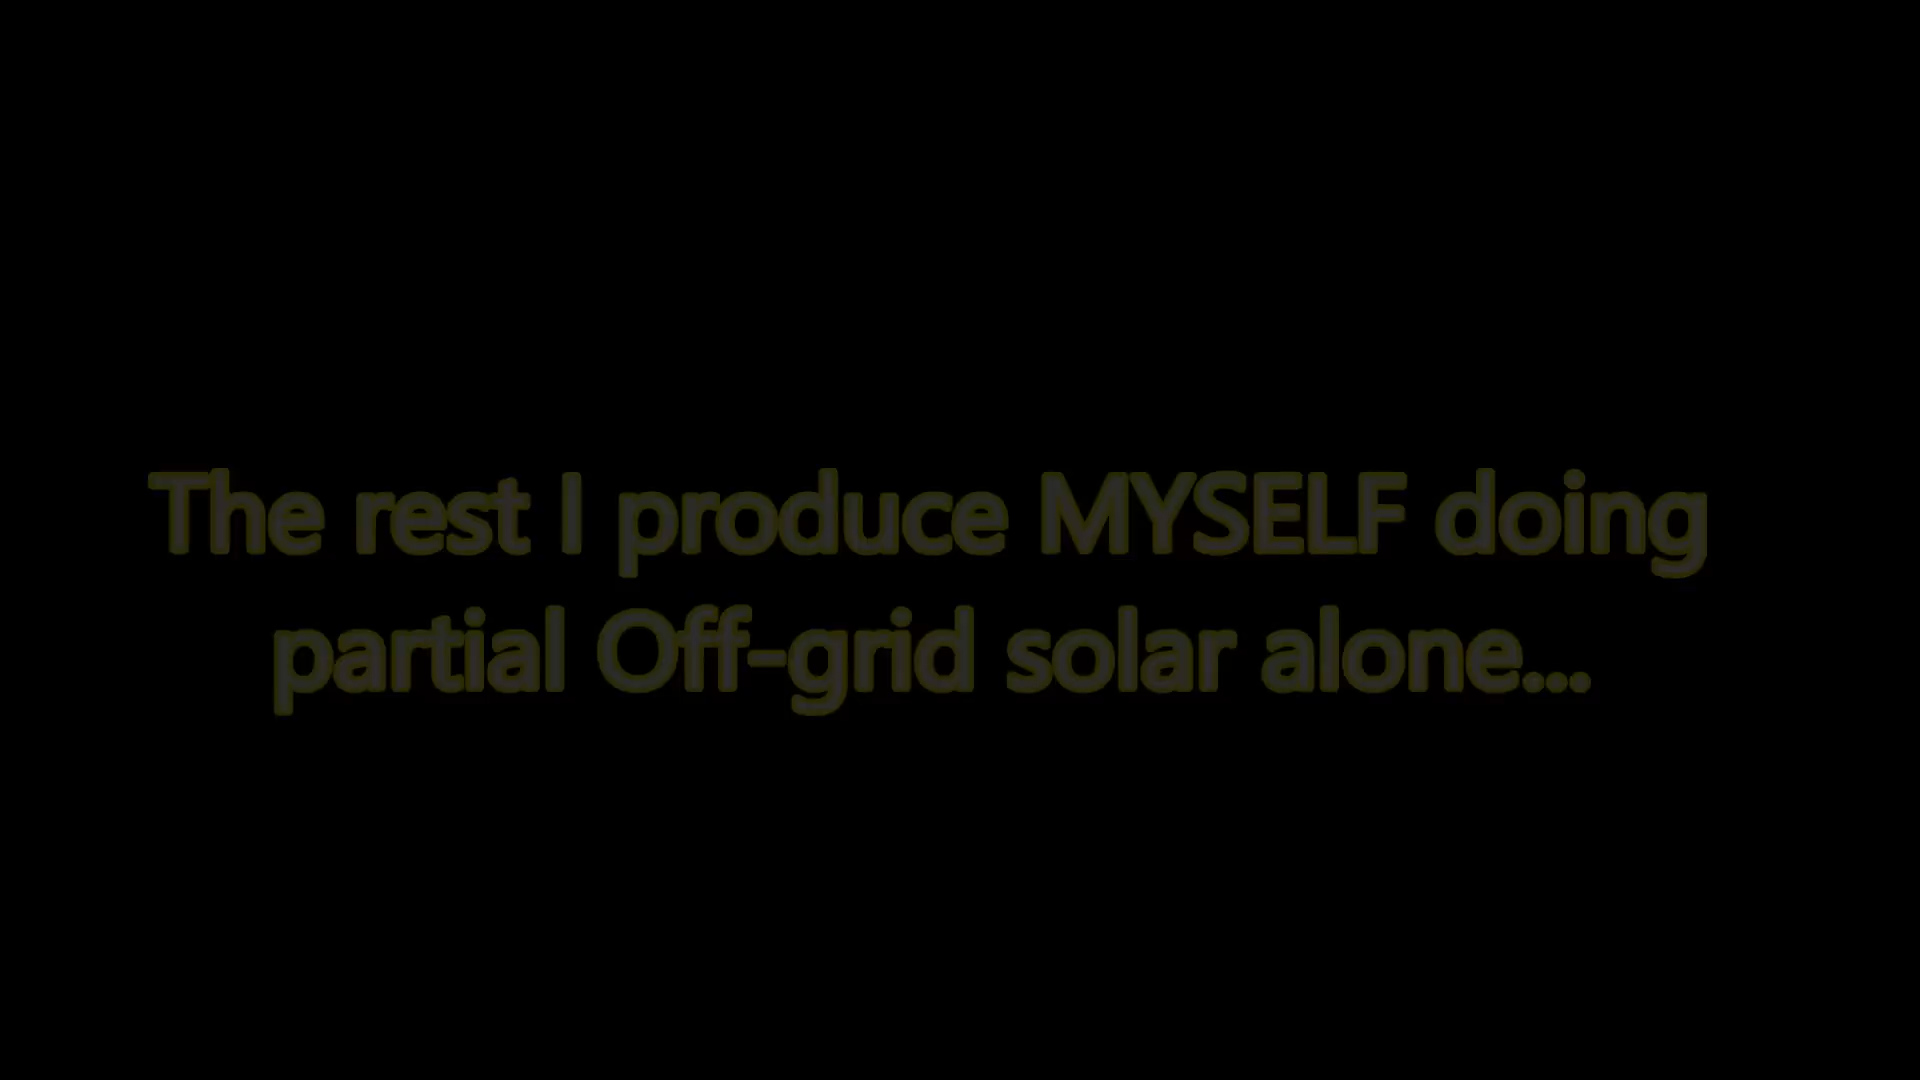 The rest I produce MYSELF doing
partial Off-grid solar alone...